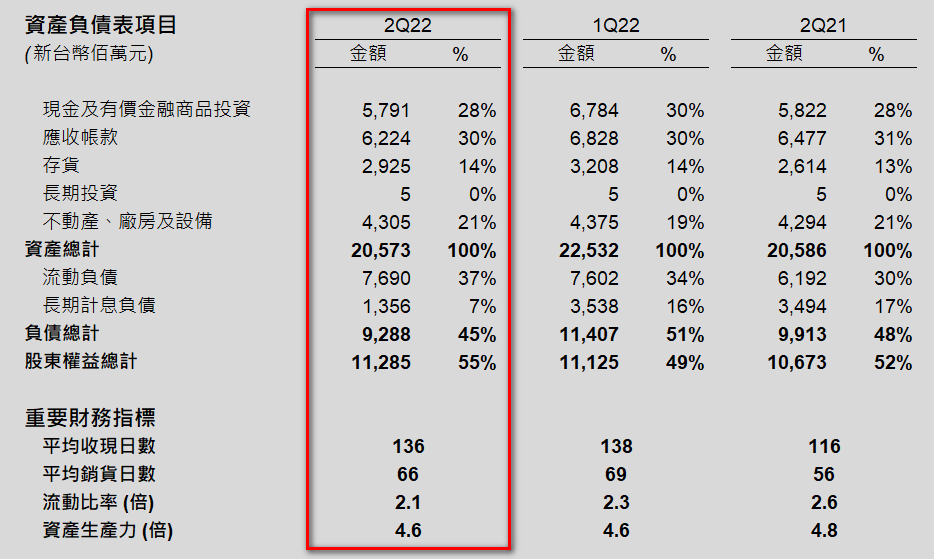 資產負債表項目 2Q22 1Q22 2Q21
(新台幣佰萬元) 金額 % 金額 % 金額 %
現金及有價金融商品投資 5,791 28% 6,784 30% 5,822 28%
應收帳款 6,224 30% 6,828 30% 6,477 31%
存貨 2,925 14% 3,208 14% 2,614 13%
長期投資 5 0% 5 0% 5 0%
不動產、廠房及設備 4,305 21% 4,375 19% 4,294 21%
資產總計 20,573 100% 22,532 100% 20,586 100%
流動負債 7,690 37% 7,602 34% 6,192 30%
長期計息負債 1,356 7% 3,538 16% 3,494 17%
負債總計 9,288 45% 11,407 51% 9,913 48%
股東權益總計 11,285 55% 11,125 49% 10,673 52%
重要財務指標
平均收現日數 136 138 116
平均銷貨日數 66 69 56
流動比率 (倍) 2.1 2.3 2.6
資產生產力 (倍) 4.6 4.6 4.8